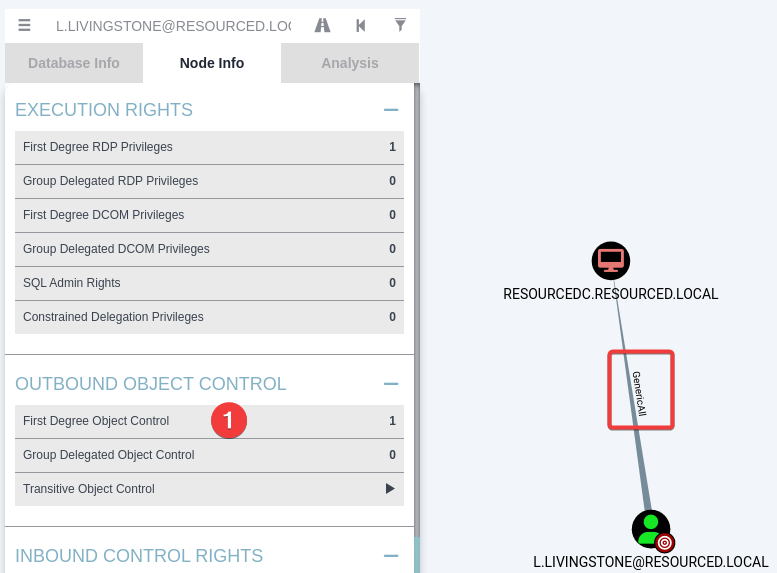 L.LIVINGSTONE@RESOURCED.LOC
Database Info
Node Info
Analysis
EXECUTION RIGHTS
First Degree RDP Privileges 1
Group Delegated RDP Privileges 0
First Degree DCOM Privileges 0
Group Delegated DCOM Privileges 0
SQL Admin Rights 0
Constrained Delegation Privileges 0
OUTBOUND OBJECT CONTROL
First Degree Object Control 1 1
Group Delegated Object Control 0
Transitive Object Control
INBOUND CONTROL RIGHTS
RESOURCEDC.RESOURCED.LOCAL
GenericAll
L.LIVINGSTONE@RESOURCED.LOCAL